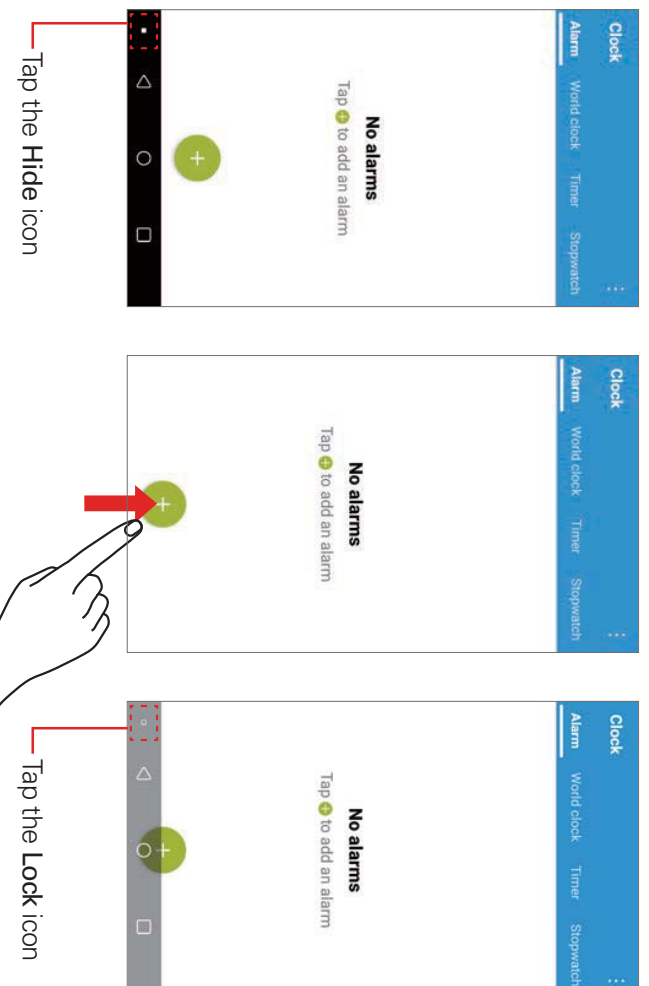 Clock
Alarm World clock Timer Stopwatch
No alarms
Tap + to add an alarm
+
Tap the Hide icon
Clock
Alarm World clock Timer Stopwatch
No alarms
Tap + to add an alarm
+
Clock
Alarm World clock Timer Stopwatch
No alarms
Tap + to add an alarm
+
Tap the Lock icon